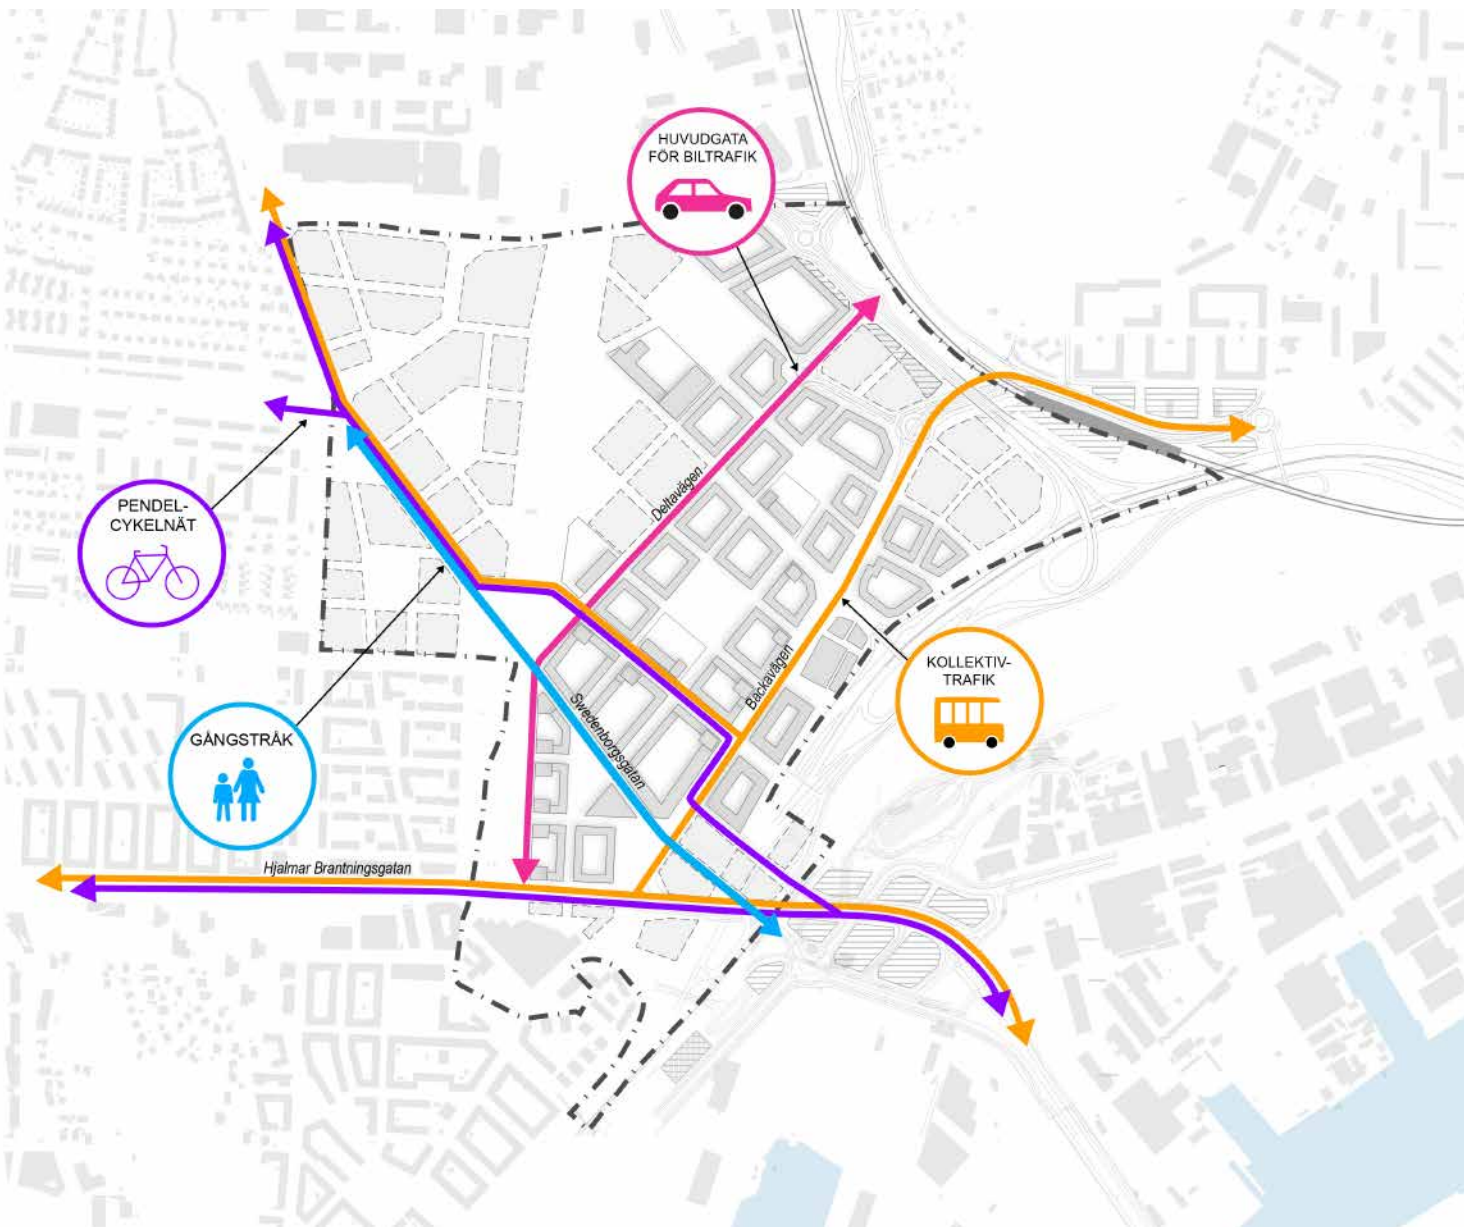 HUVUDGATA
FÖR BILTRAFIK
PENDEL-
CYKELNÄT
Deltavägen
Backavägen
KOLLEKTIV-
TRAFIK
Swedenborgsgatan
GÅNGSTRÅK
Hjalmar Brantningsgatan